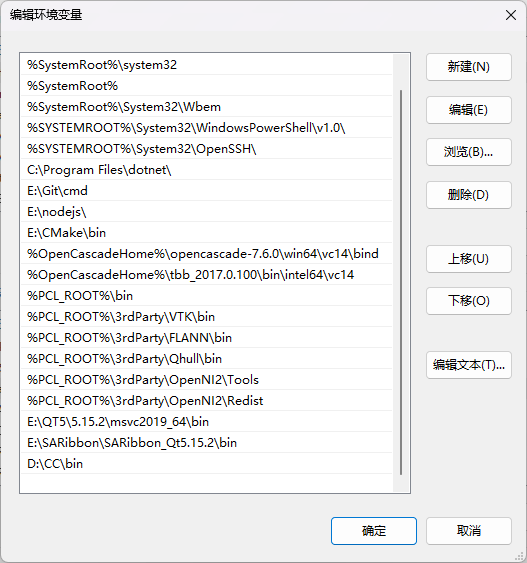 编辑环境变量
%SystemRoot%\system32
%SystemRoot%
%SystemRoot%\System32\Wbem
%SYSTEMROOT%\System32\WindowsPowerShell\v1.0\
%SYSTEMROOT%\System32\OpenSSH\
C:\Program Files\dotnet\
E:\Git\cmd
E:\nodejs\
E:\CMake\bin
%OpenCascadeHome%\opencascade-7.6.0\win64\vc14\bind
%OpenCascadeHome%\tbb_2017.0.100\bin\intel64\vc14
%PCL_ROOT%\bin
%PCL_ROOT%\3rdParty\VTK\bin
%PCL_ROOT%\3rdParty\FLANN\bin
%PCL_ROOT%\3rdParty\Qhull\bin
%PCL_ROOT%\3rdParty\OpenNI2\Tools
%PCL_ROOT%\3rdParty\OpenNI2\Redist
E:\QT5\5.15.2\msvc2019_64\bin
E:\SARibbon\SARibbon_Qt5.15.2\bin
D:\CC\bin
新建(N)
编辑(E)
浏览(B)...
删除(D)
上移(U)
下移(O)
编辑文本(T)...
确定
取消